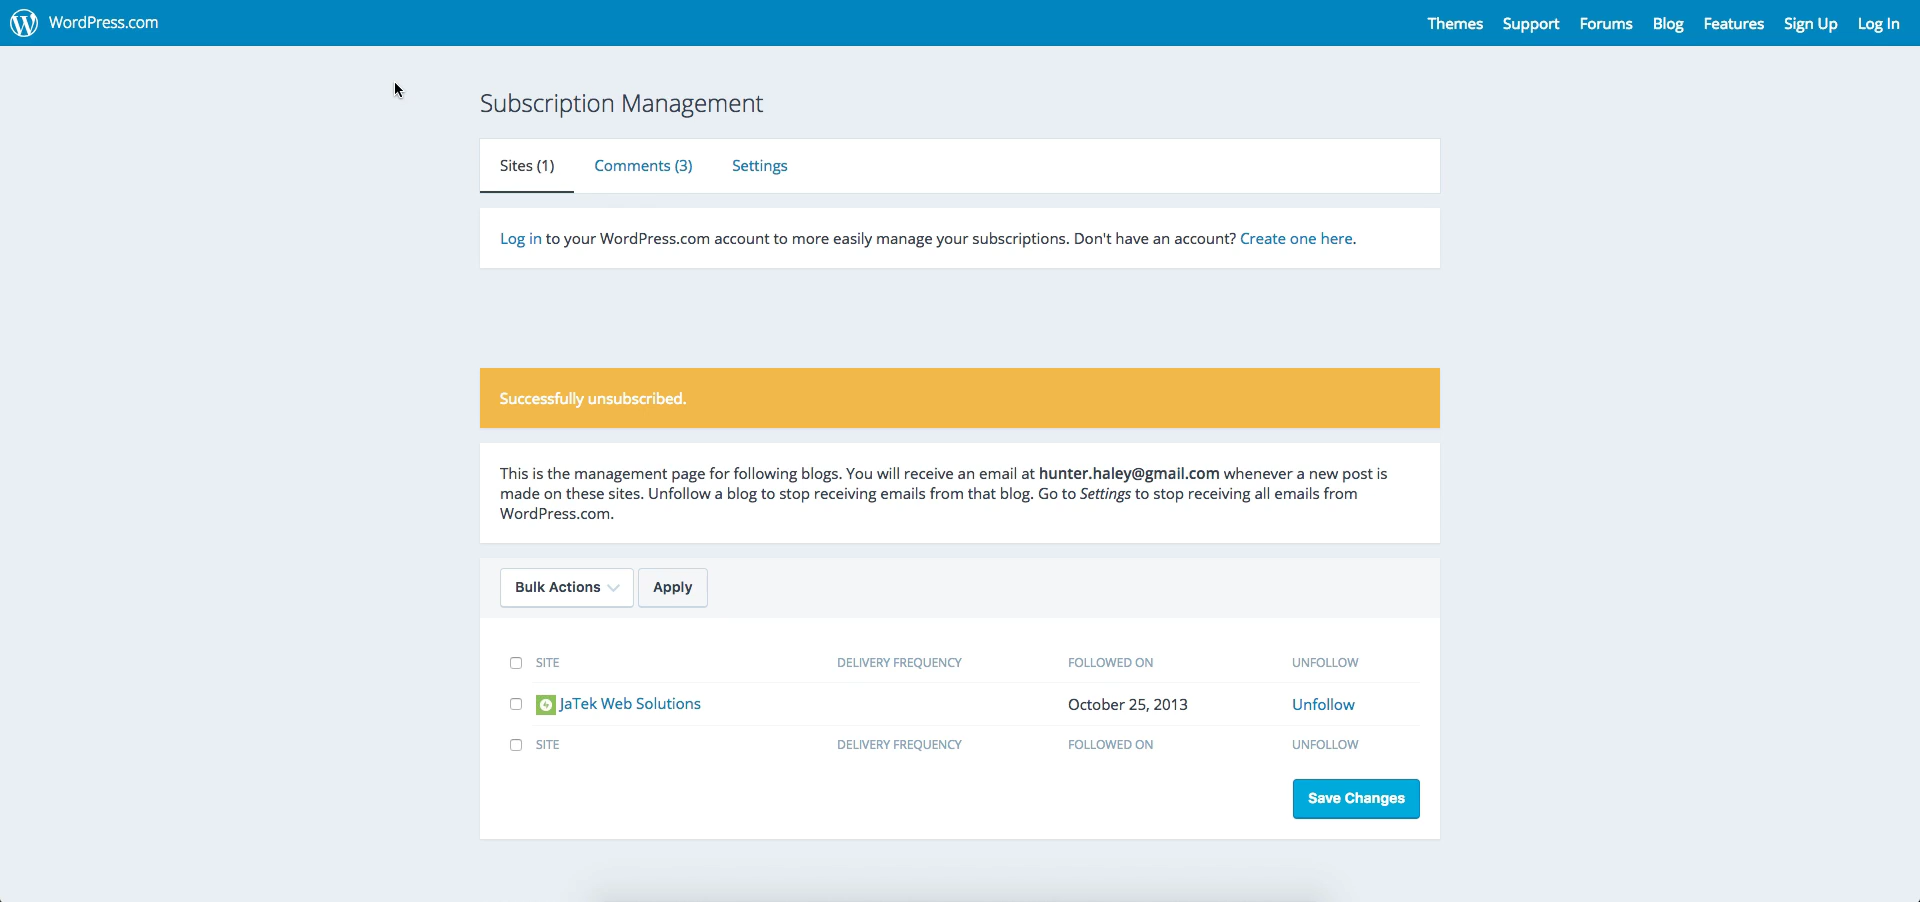 WordPress.com
Themes Support Forums Blog Features Sign Up Log In
Subscription Management
Sites (1) Comments (3) Settings
Log in to your WordPress.com account to more easily manage your subscriptions. Don't have an account? Create one here.
Successfully unsubscribed.
This is the management page for following blogs. You will receive an email at hunter.haley@gmail.com whenever a new post is
made on these sites. Unfollow a blog to stop receiving emails from that blog. Go to Settings to stop receiving all emails from
WordPress.com.
Bulk Actions Apply
SITE DELIVERY FREQUENCY FOLLOWED ON UNFOLLOW
JaTek Web Solutions October 25, 2013 Unfollow
SITE DELIVERY FREQUENCY FOLLOWED ON UNFOLLOW
Save Changes